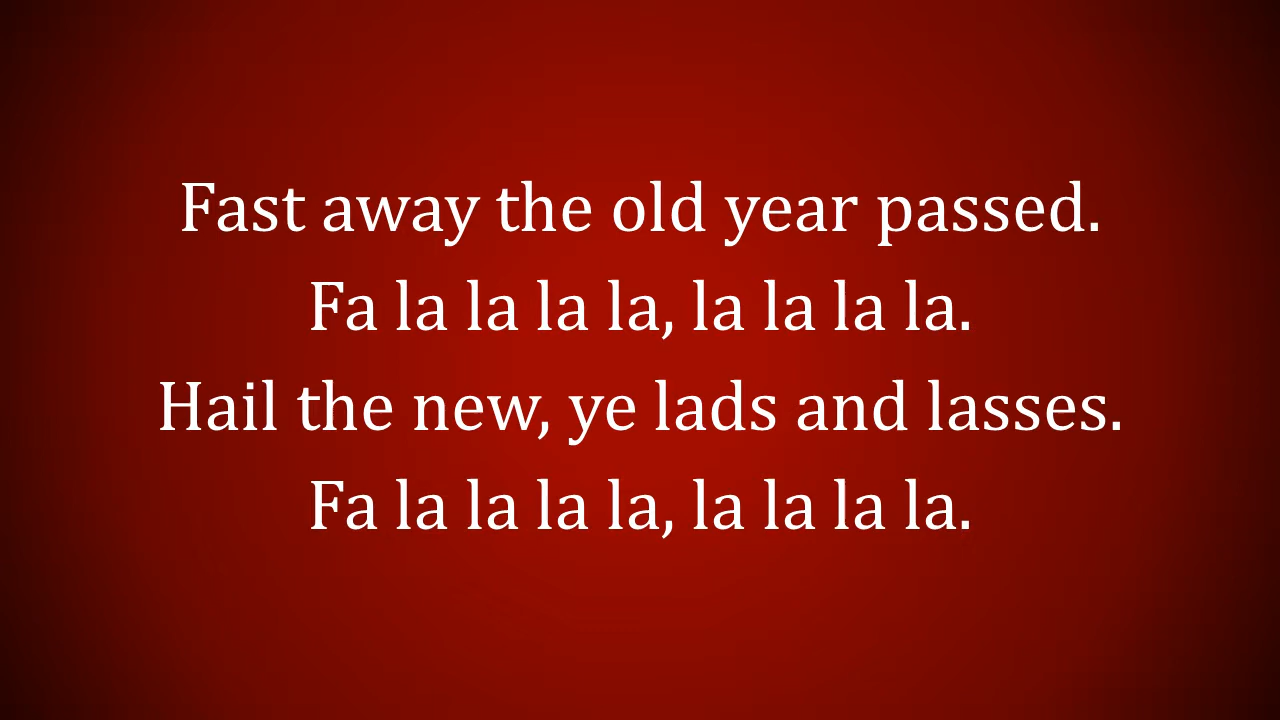 Fast away the old year passed.
Fa la la la la, la la la la.
Hail the new, ye lads and lasses.
Fa la la la la, la la la la.